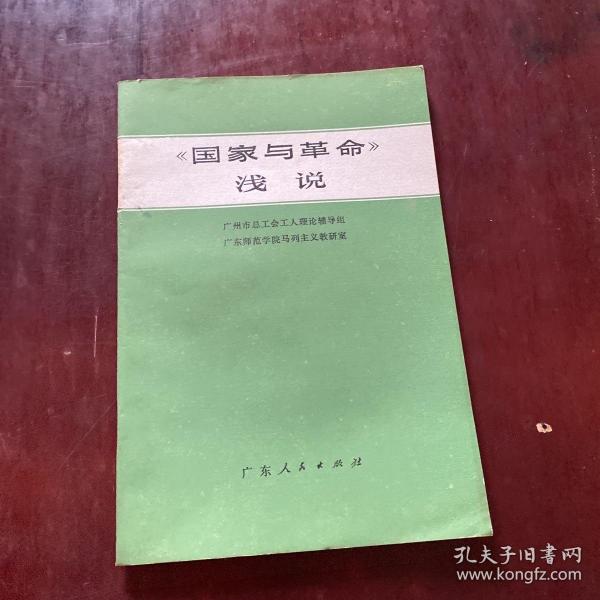 《国家与革命》
浅说
广州市总工会工人理论辅导组
广东师范学院马列主义教研室
广东人民出版社
孔夫子旧書网
www.kongfz.com